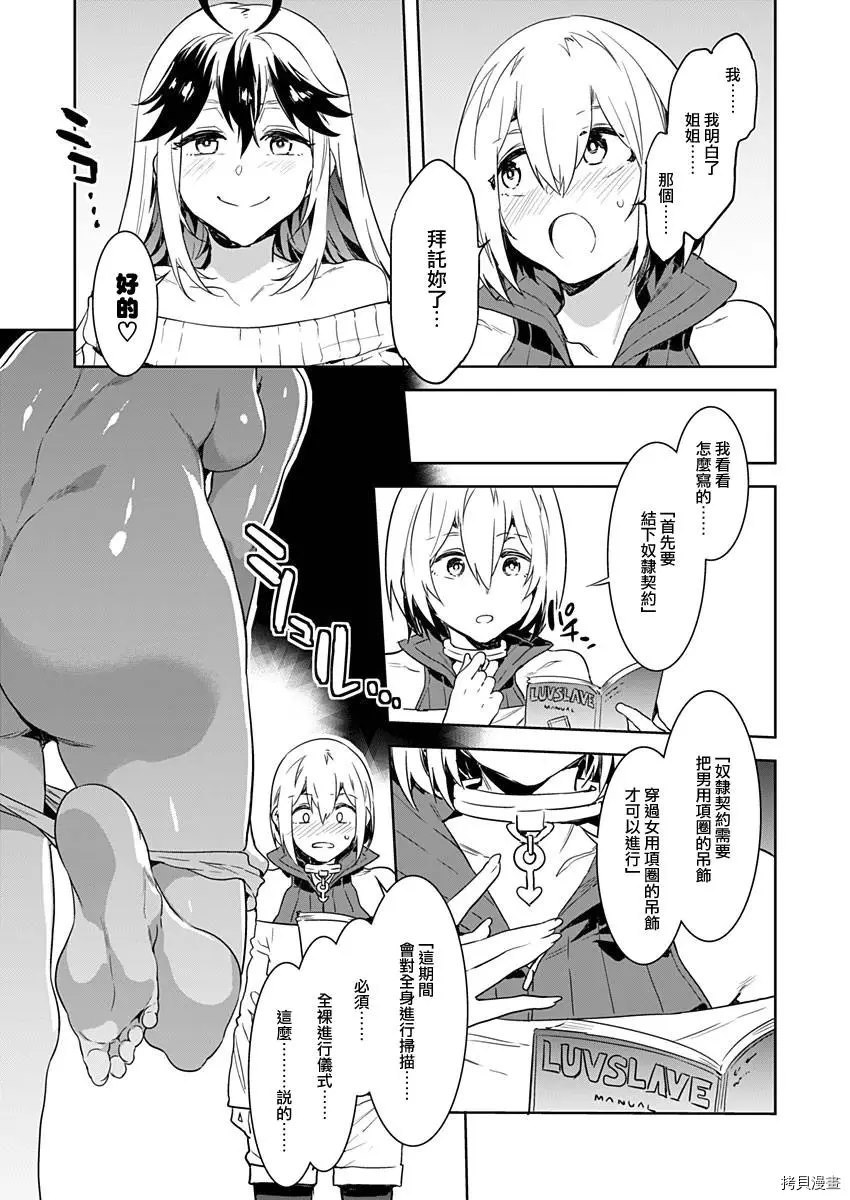 我……
我明白了
姐姐……
那個……
拜託妳了…
ニコ
好的♡
我看看
怎麼寫的……
「首先要
結下奴隸契約」
パチ
LUVSLAVE
MANUAL
「奴隸契約需要
把男用項圈的吊飾
穿過女用項圈的吊飾
才可以進行」
シュル…
「這期間
會對全身進行掃描……
必須……
全裸進行儀式……
這麼………説的…
LUVSLAVE
MANUAL
拷貝漫畫